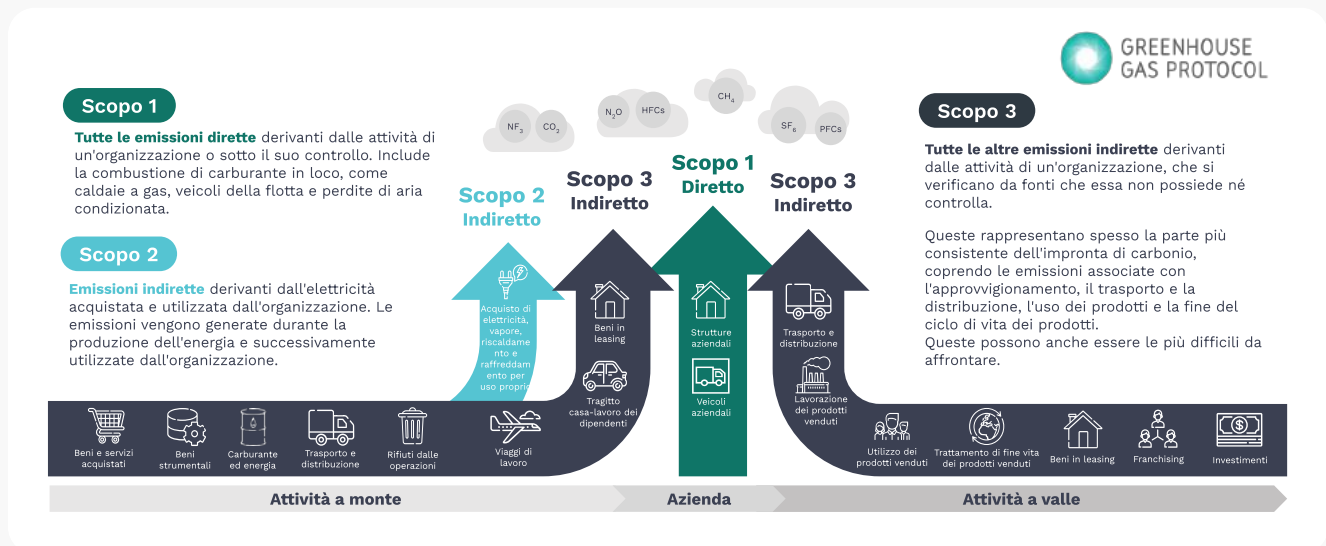 GREENHOUSE
GAS PROTOCOL
Scopo 1
Tutte le emissioni dirette derivanti dalle attività di
un'organizzazione o sotto il suo controllo. Include
la combustione di carburante in loco, come
caldaie a gas, veicoli della flotta e perdite di aria
condizionata.
Scopo 2
Emissioni indirette derivanti dall'elettricità
acquistata e utilizzata dall'organizzazione. Le
emissioni vengono generate durante la
produzione dell'energia e successivamente
utilizzate dall'organizzazione.
NF3
CO2
N2O
HFCs
CH4
SF6
PFCs
Scopo 2
Indiretto
Scopo 3
Indiretto
Scopo 1
Diretto
Scopo 3
Indiretto
Scopo 3
Tutte le altre emissioni indirette derivanti
dalle attività di un'organizzazione, che si
verificano da fonti che essa non possiede né
controlla.
Queste rappresentano spesso la parte più
consistente dell'impronta di carbonio,
coprendo le emissioni associate con
l'approvvigionamento, il trasporto e la
distribuzione, l'uso dei prodotti e la fine del
ciclo di vita dei prodotti.
Queste possono anche essere le più difficili da
affrontare.
Acquisto di
elettricità,
vapore,
riscaldame
nto e
raffreddam
ento per
uso proprio
Beni in
leasing
Tragitto
casa-lavoro dei
dipendenti
Strutture
aziendali
Veicoli
aziendali
Trasporto e
distribuzione
Lavorazione
dei prodotti
venduti
Beni e servizi
acquistati
Beni
strumentali
Carburante
ed energia
Trasporto e
distribuzione
Rifiuti dalle
operazioni
Viaggi di
lavoro
Utilizzo dei
prodotti venduti
Trattamento di fine vita
dei prodotti venduti
Beni in leasing
Franchising
Investimenti
Attività a monte
Azienda
Attività a valle